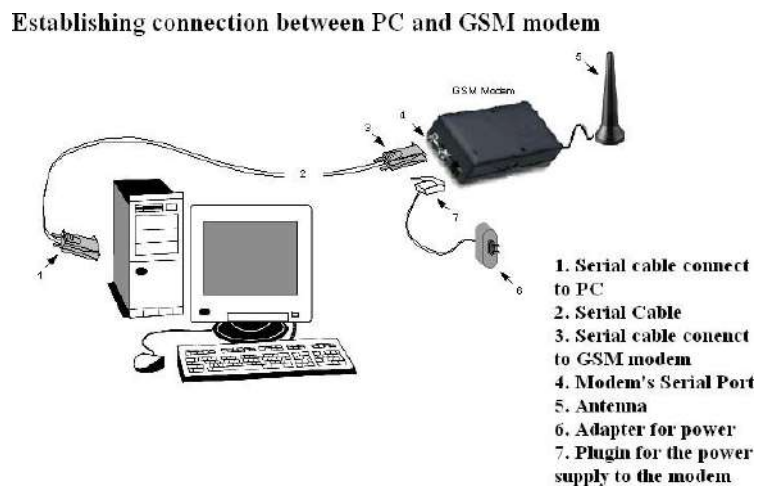 Establishing connection between PC and GSM modem
5
GSM Modem
4
3
2
7
1
6
1. Serial cable connect
to PC
2. Serial Cable
3. Serial cable conenct
to GSM modem
4. Modem's Serial Port
5. Antenna
6. Adapter for power
7. Plugin for the power
supply to the modem